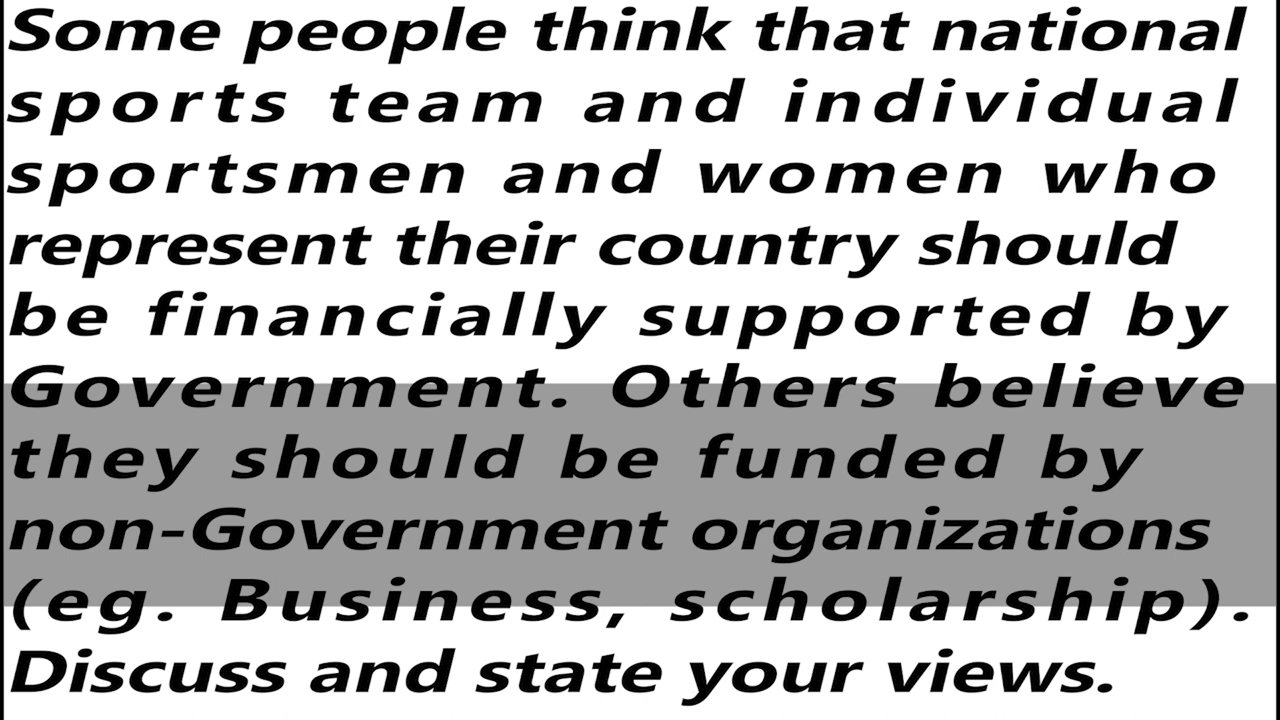 Some people think that national
sports team and individual
sportsmen and women who
represent their country should
be financially supported by
Government. Others believe
they should be funded by
non-Government organizations
(eg. Business, scholarship).
Discuss and state your views.